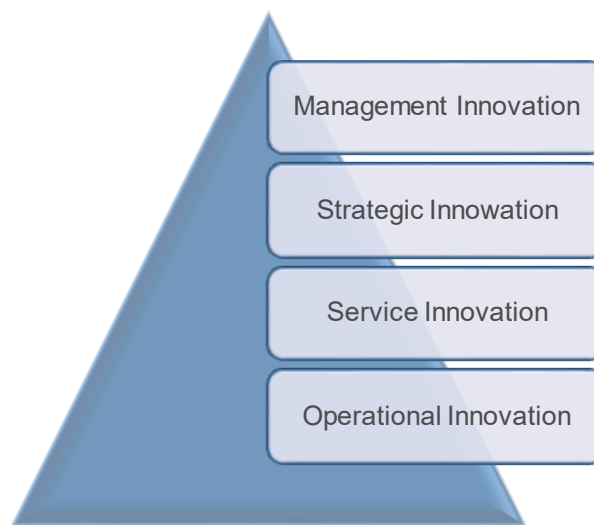 Management Innovation
Strategic Innowation
Service Innovation
Operational Innovation